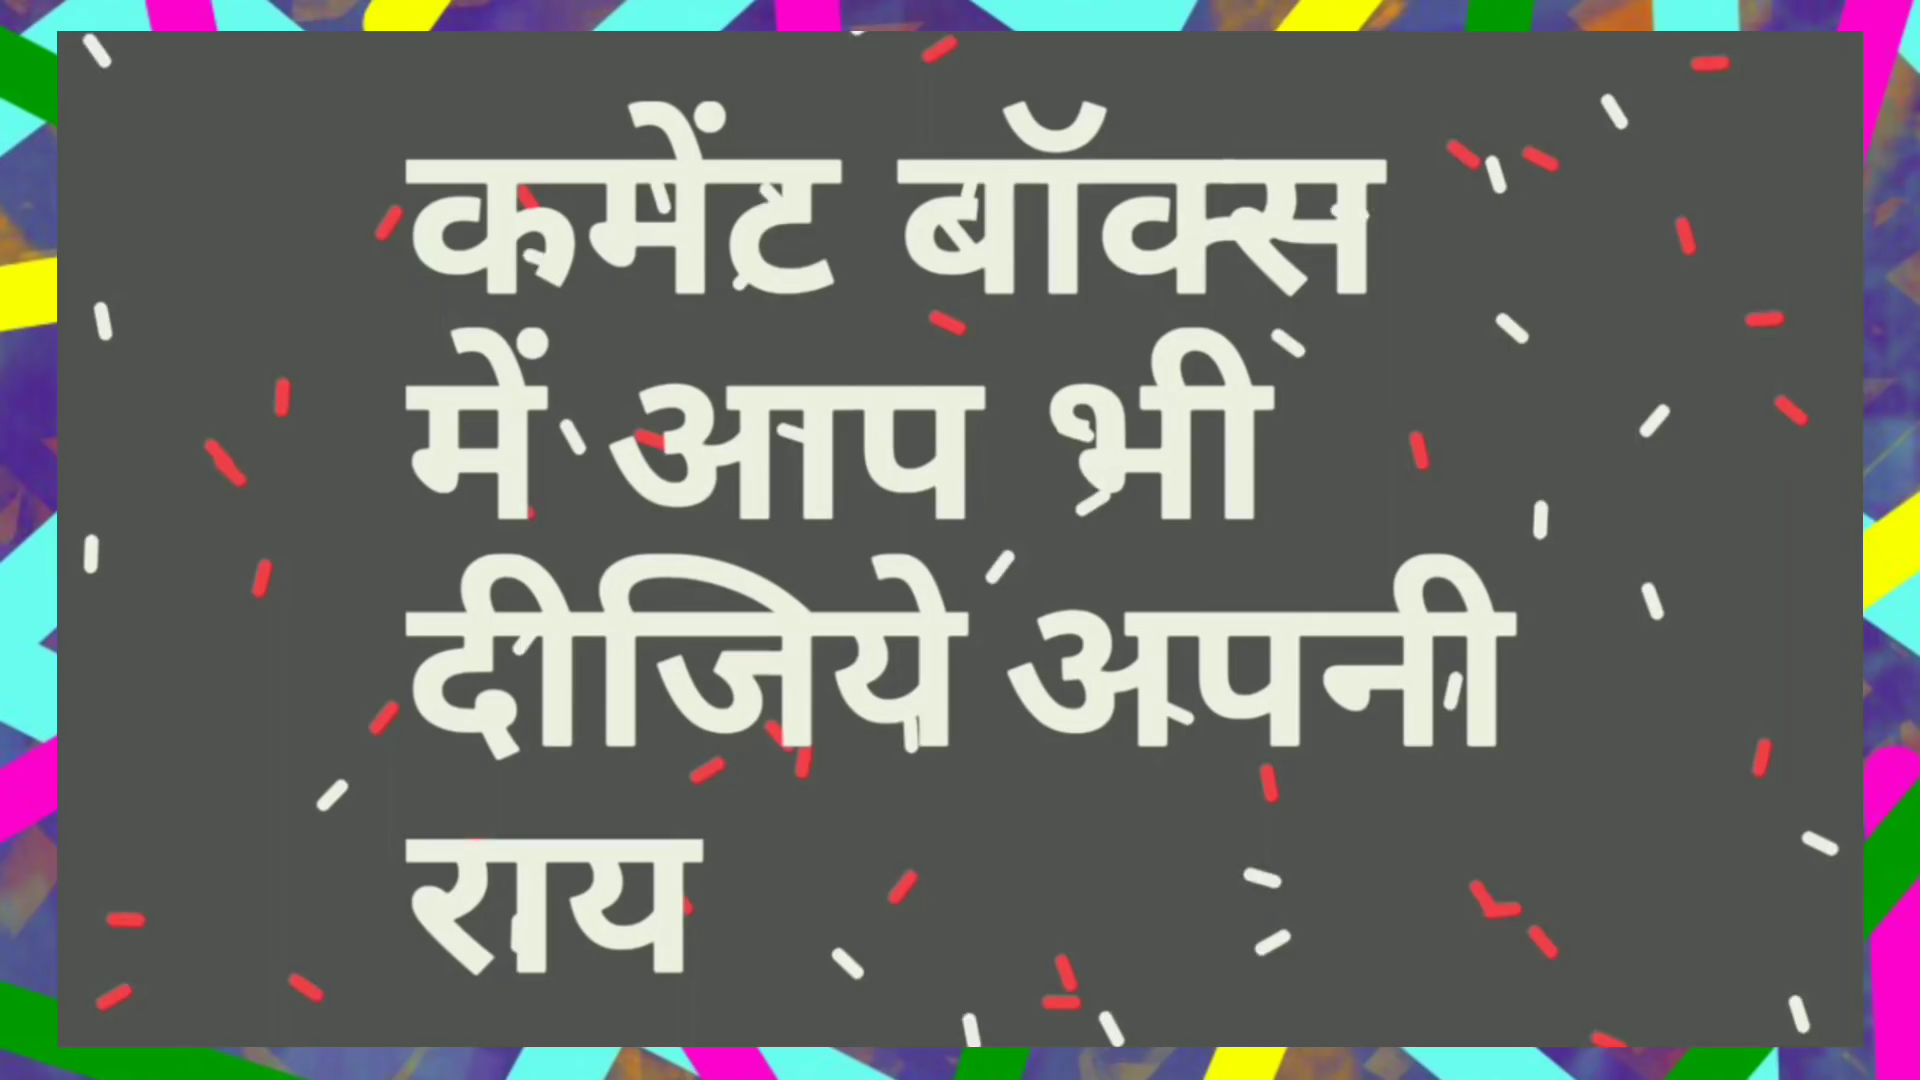 कमेंट बॉक्स
में आप भी
दीजिये अपनी
राय